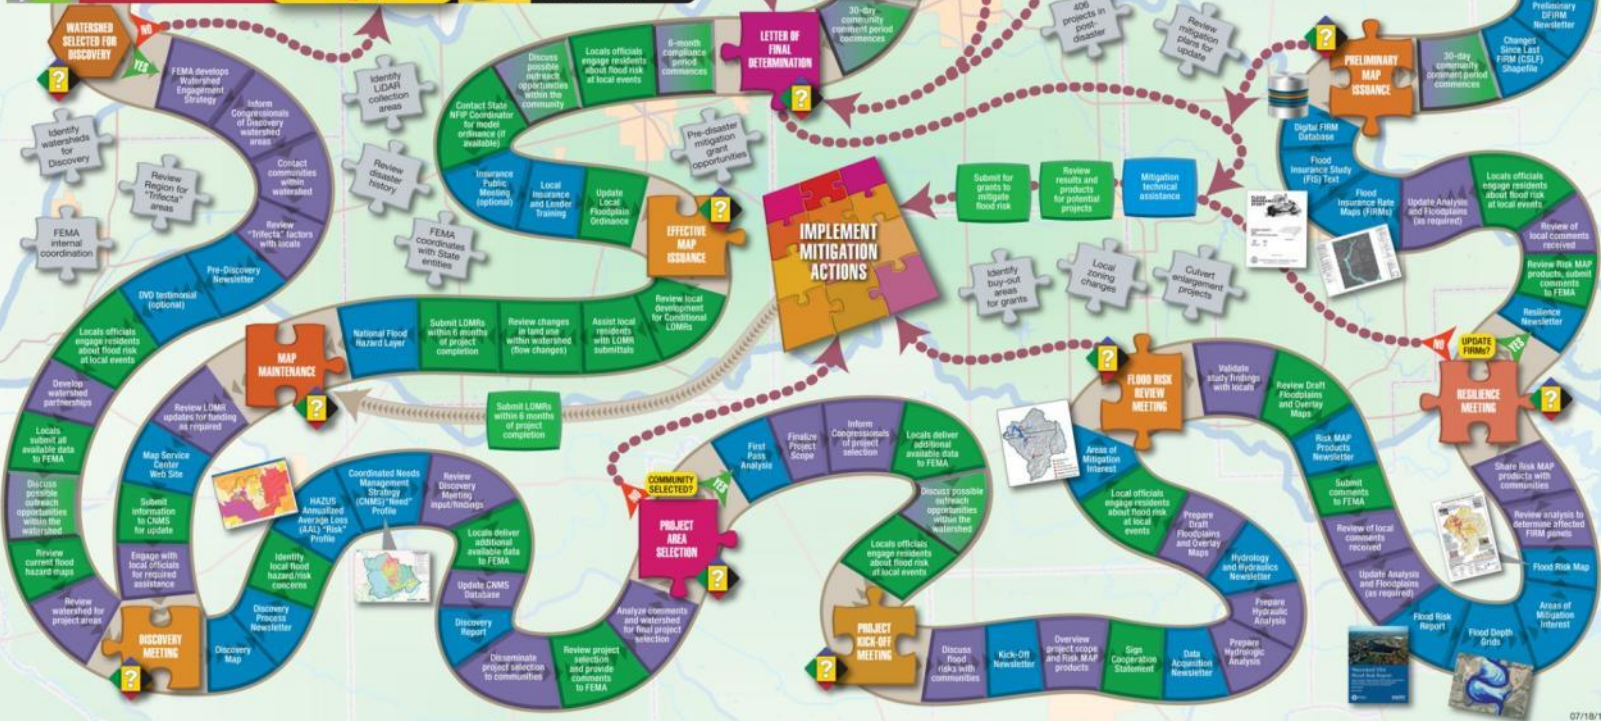 WATERSHED
SELECTED FOR
DISCOVERY
NO
YES
?
FEMA develops
Watershed
Engagement
Strategy
Inform
Congressionals
of Discovery
watershed
areas
Contact
communities
within
watershed
Review
"Trifecta" factors
with locals
Pre-Discovery
Newsletter
DVD testimonial
(optional)
Locals officials
engage residents
about flood risk
at local events
Develop
watershed
partnerships
Locals
submit all
available data
to FEMA
Discuss
possible
outreach
opportunities
within the
watershed
Review
current flood
hazard maps
Review
watershed for
project areas
DISCOVERY
MEETING
?
Discovery
Map
Discovery
Process
Newsletter
Identify
local flood
hazard/risk
concerns
HAZUS
Annualized
Average Loss
(AAL) "Risk"
Profile
Coordinated Needs
Management
Strategy
(CNMS) "Need"
Profile
Review
Discovery
Meeting
input/findings
Locals deliver
additional
available data
to FEMA
Update CNMS
Database
Discovery
Report
Disseminate
project selection
to communities
Review project
selection
and provide
comments
to FEMA
Analyze comments
and watershed
for final project
selection
PROJECT
AREA
SELECTION
?
COMMUNITY
SELECTED?
NO
YES
First
Pass
Analysis
Finalize
Project
Scope
Inform
Congressionals
of project
selection
Locals deliver
additional
available data
to FEMA
Discuss possible
outreach
opportunities
within the
watershed
Locals officials
engage residents
about flood risk
at local events
PROJECT
KICK-OFF
MEETING
?
Discuss
flood
risks with
communities
Kick-Off
Newsletter
Overview
project scope
and Risk MAP
products
Sign
Cooperation
Statement
Data
Acquisition
Newsletter
Prepare
Hydrologic
Analysis
Prepare
Hydraulic
Analysis
Hydrology
and Hydraulics
Newsletter
Prepare
Draft
Floodplains
and Overlay
Maps
Local officials
engage residents
about flood risk
at local
events
Areas of
Mitigation
Interest
FLOOD RISK
REVIEW
MEETING
?
Validate
study findings
with locals
Review Draft
Floodplains
and Overlay
Maps
Risk MAP
Products
Newsletter
Submit
comments
to FEMA
Review of local
comments
received
Update Analysis
and Floodplains
(as required)
Flood Risk
Report
Flood Depth
Grids
Areas of
Mitigation
Interest
Flood Risk Map
Review analysis to
determine affected
FIRM panels
Share Risk MAP
products with
communities
RESILIENCE
MEETING
?
NO
UPDATE
FIRMs?
YES
Resilience
Newsletter
Review Risk MAP
products, submit
comments
to FEMA
Review of
local comments
received
Locals officials
engage residents
about flood risk
at local events
Update Analysis
and Floodplains
(as required)
Flood
Insurance Rate
Maps (FIRMs)
Flood
Insurance Study
(FIS) Text
Digital FIRM
Database
PRELIMINARY
MAP
ISSUANCE
?
30-day
community
comment period
commences
Changes
Since Last
FIRM (CSLF)
Shapefile
Preliminary
DFIRM
Newsletter
30-day
community
comment period
commences
LETTER OF
FINAL
DETERMINATION
?
6-month
compliance
period
commences
Locals officials
engage residents
about flood risk
at local events
Discuss
possible
outreach
opportunities
within the
community
Contact State
NFIP Coordinator
for model
ordinance (if
available)
Insurance
Public
Meeting
(optional)
Local
Insurance
and Lender
Training
Update
Local
Floodplain
Ordinance
EFFECTIVE
MAP
ISSUANCE
?
Review local
development
for Conditional
LOMRs
Assist local
residents
with LOMR
submittals
Review changes
in land use
within watershed
(flow changes)
Submit LOMRs
within 6 months
of project
completion
National Flood
Hazard Layer
MAP
MAINTENANCE
?
Review LOMR
updates for funding
as required
Map Service
Center
Web Site
Submit
information
to CNMS
for update
Engage with
local officials
for required
assistance
Submit LOMRs
within 6 months
of project
completion
IMPLEMENT
MITIGATION
ACTIONS
Submit for
grants to
mitigate
flood risk
Review
results and
products
for potential
projects
Mitigation
technical
assistance
Identify
watersheds
for
Discovery
Review
Region for
"Trifecta"
areas
FEMA
internal
coordination
Identify
LiDAR
collection
areas
Review
disaster
history
FEMA
coordinates
with State
entities
Pre-disaster
mitigation
grant
opportunities
406
projects in
post-
disaster
Review
mitigation
plans for
update
Identify
buy-out
areas
for grants
Local
zoning
changes
Culvert
enlargement
projects
07/18/1